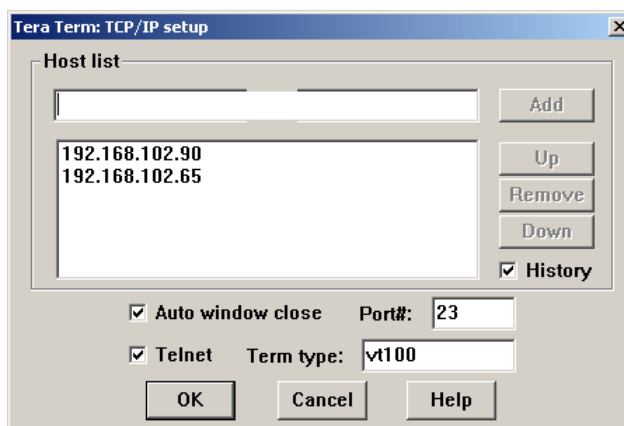 Tera Term: TCP/IP setup
Host list
Add
192.168.102.90
192.168.102.65
Up
Remove
Down
History
Auto window close Port#: 23
Telnet Term type: vt100
OK Cancel Help